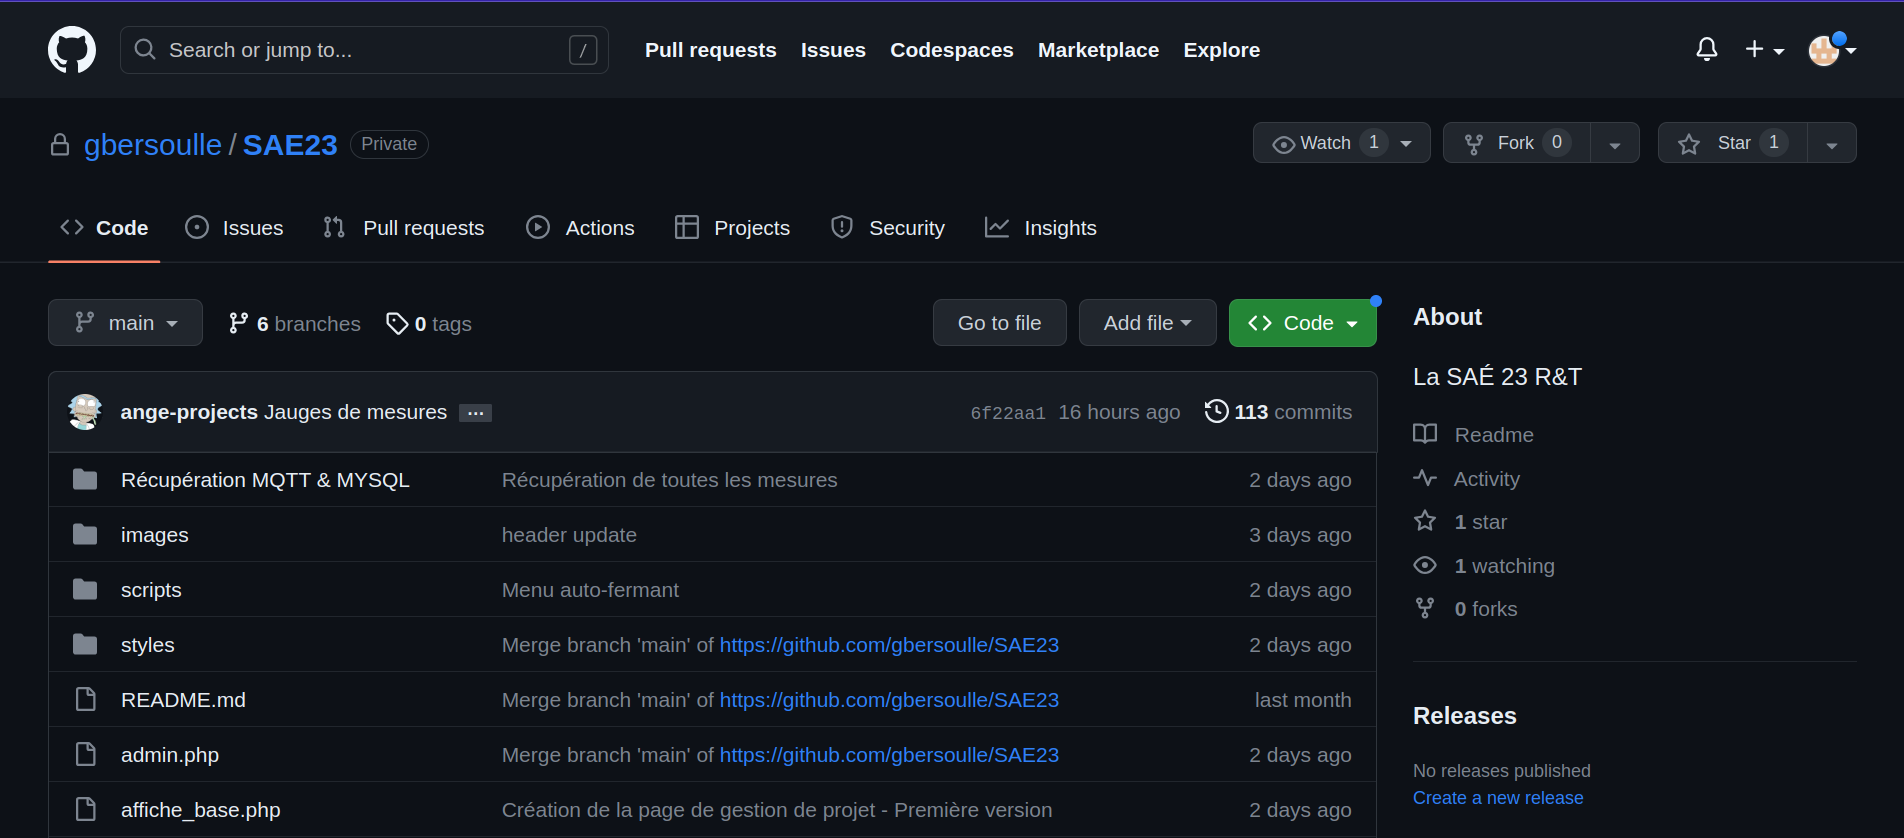 Search or jump to... / Pull requests Issues Codespaces Marketplace Explore
gbersoulle / SAE23 Private Watch 1 Fork 0 Star 1
Code Issues Pull requests Actions Projects Security Insights
main 6 branches 0 tags Go to file Add file Code
ange-projects Jauges de mesures ... 6f22aa1 16 hours ago 113 commits
Récupération MQTT & MYSQL Récupération de toutes les mesures 2 days ago
images header update 3 days ago
scripts Menu auto-fermant 2 days ago
styles Merge branch 'main' of https://github.com/gbersoulle/SAE23 2 days ago
README.md Merge branch 'main' of https://github.com/gbersoulle/SAE23 last month
admin.php Merge branch 'main' of https://github.com/gbersoulle/SAE23 2 days ago
affiche_base.php Création de la page de gestion de projet - Première version 2 days ago
About
La SAÉ 23 R&T
Readme
Activity
1 star
1 watching
0 forks
Releases
No releases published
Create a new release